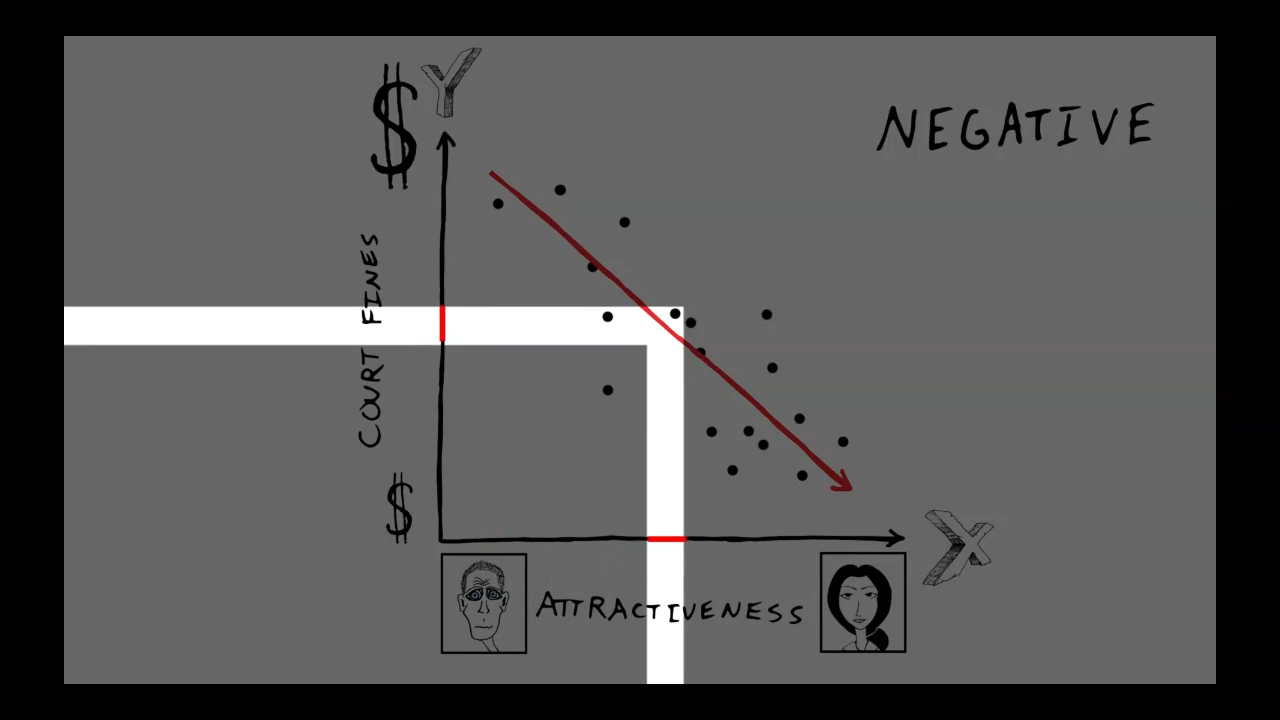 $
Y
NEGATIVE
COURT FINES
$
X
ATTRACTIVENESS